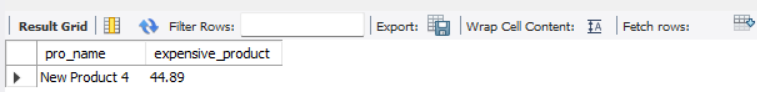 Result Grid Filter Rows: Export: Wrap Cell Content: Fetch rows:
pro_name expensive_product
New Product 4 44.89